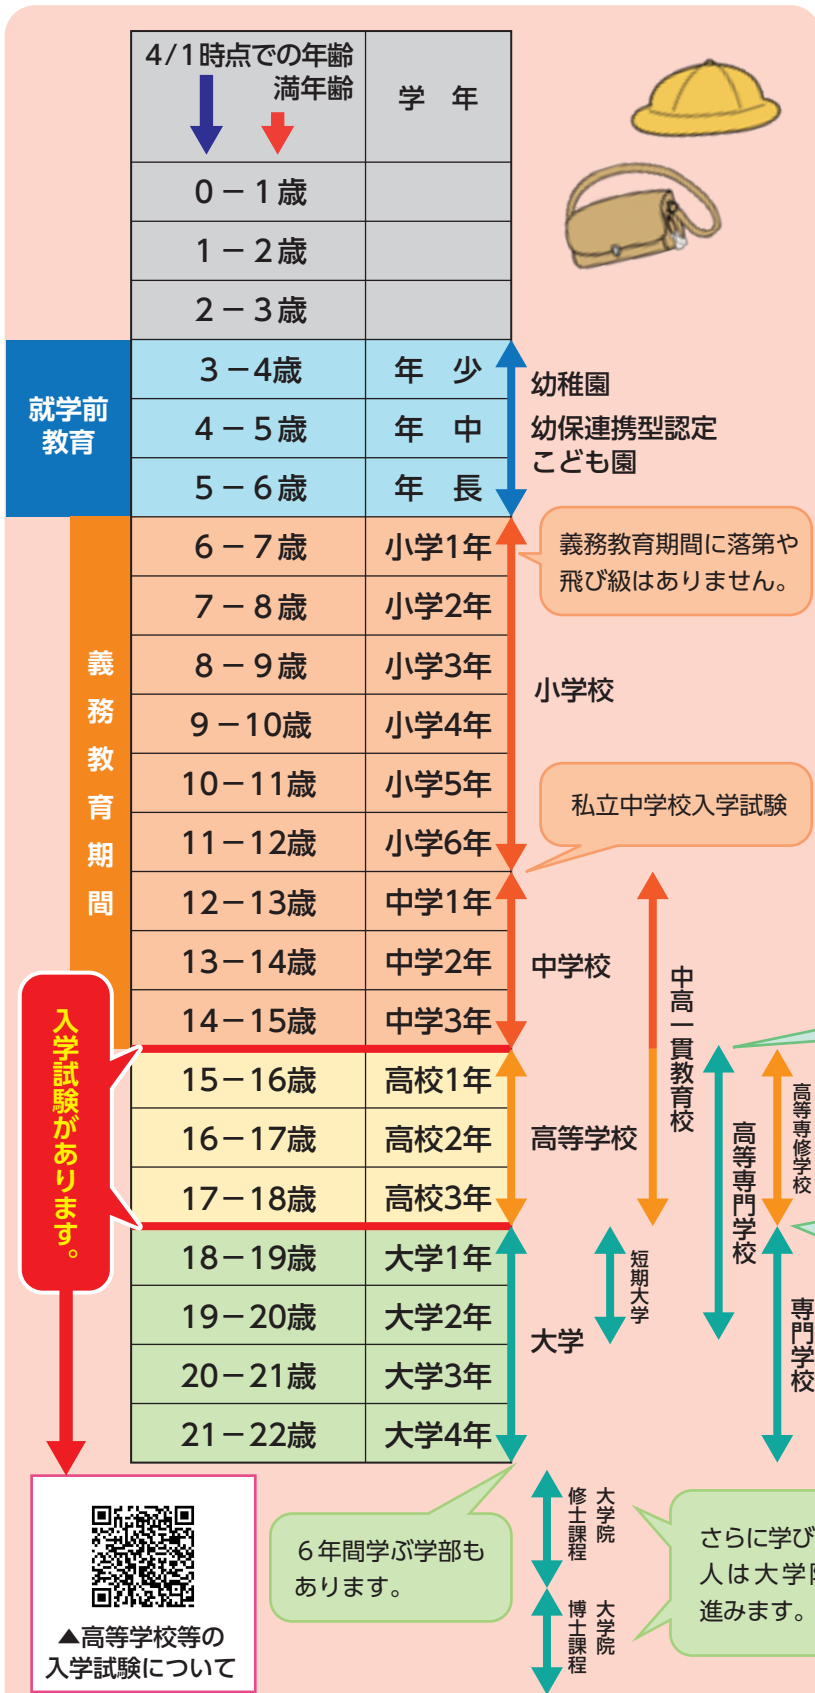 4/1時点での年齢
満年齢
学 年
0－1歳
1－2歳
2－3歳
3－4歳 年 少
4－5歳 年 中
5－6歳 年 長
就学前
教育
幼稚園
幼保連携型認定
こども園
6－7歳 小学1年
7－8歳 小学2年
8－9歳 小学3年
9－10歳 小学4年
10－11歳 小学5年
11－12歳 小学6年
12－13歳 中学1年
13－14歳 中学2年
14－15歳 中学3年
義務教育期間
義務教育期間に落第や
飛び級はありません。
小学校
私立中学校入学試験
中学校
中高一貫教育校
入学試験があります。
15－16歳 高校1年
16－17歳 高校2年
17－18歳 高校3年
高等学校
高等専門学校
高等専修学校
18－19歳 大学1年
19－20歳 大学2年
20－21歳 大学3年
21－22歳 大学4年
大学
短期大学
専門学校
▲高等学校等の
入学試験について
6年間学ぶ学部も
あります。
大学院
修士課程
大学院
博士課程
さらに学び
人は大学院
進みます。